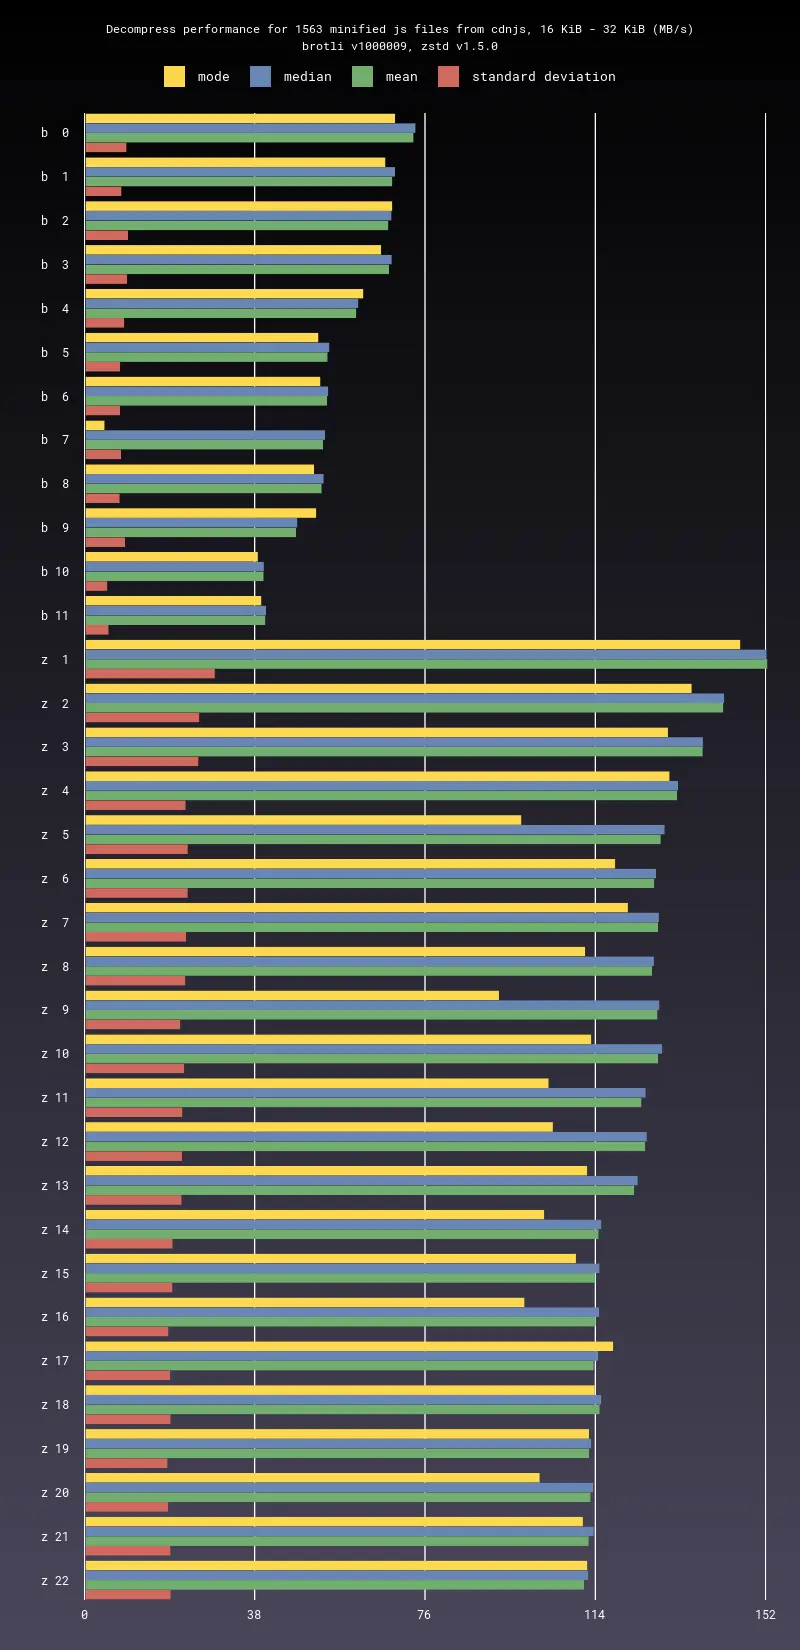 Decompress performance for 1563 minified js files from cdnjs, 16 KiB - 32 KiB (MB/s)
brotli v1000009, zstd v1.5.0
mode median mean standard deviation
b 0
b 1
b 2
b 3
b 4
b 5
b 6
b 7
b 8
b 9
b 10
b 11
z 1
z 2
z 3
z 4
z 5
z 6
z 7
z 8
z 9
z 10
z 11
z 12
z 13
z 14
z 15
z 16
z 17
z 18
z 19
z 20
z 21
z 22
0 38 76 114 152